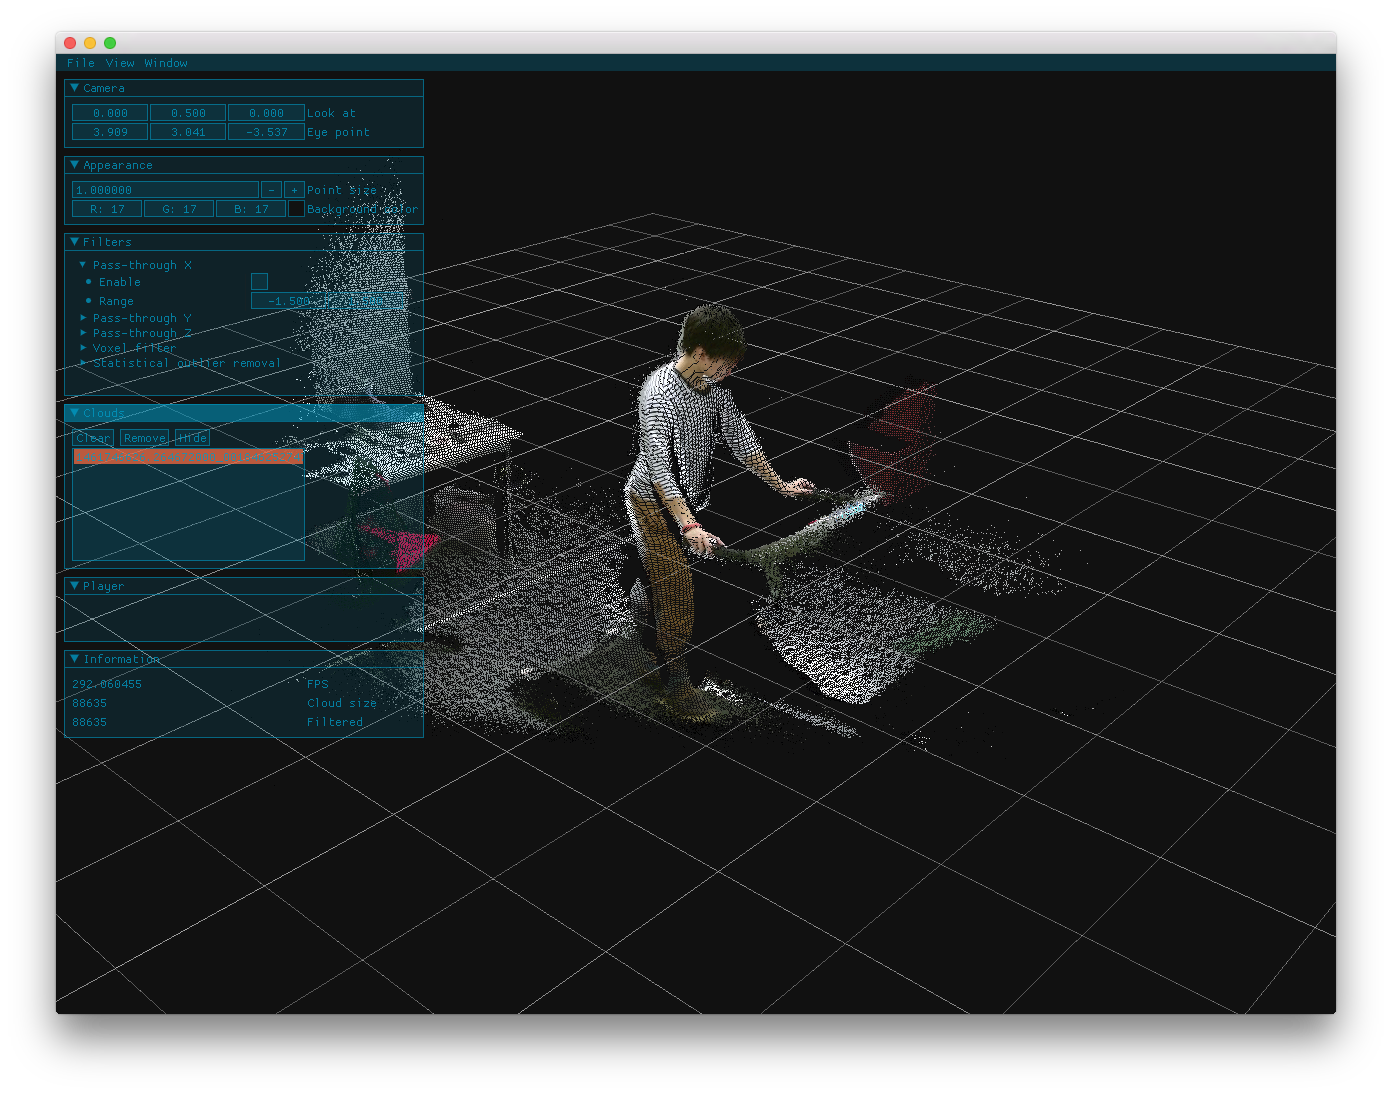 File View Window
Camera
0.000 0.500 0.000 Look at
3.909 3.041 -3.537 Eye point
Appearance
1.000000 - + Point size
R: 17 G: 17 B: 17 Background color
Filters
Pass-through X
Enable
Range -1.500
Pass-through Y
Pass-through Z
Voxel filter
Statistical outlier removal
Clouds
Clear Remove Hide
Player
Information
292.060455 FPS
88635 Cloud size
88635 Filtered